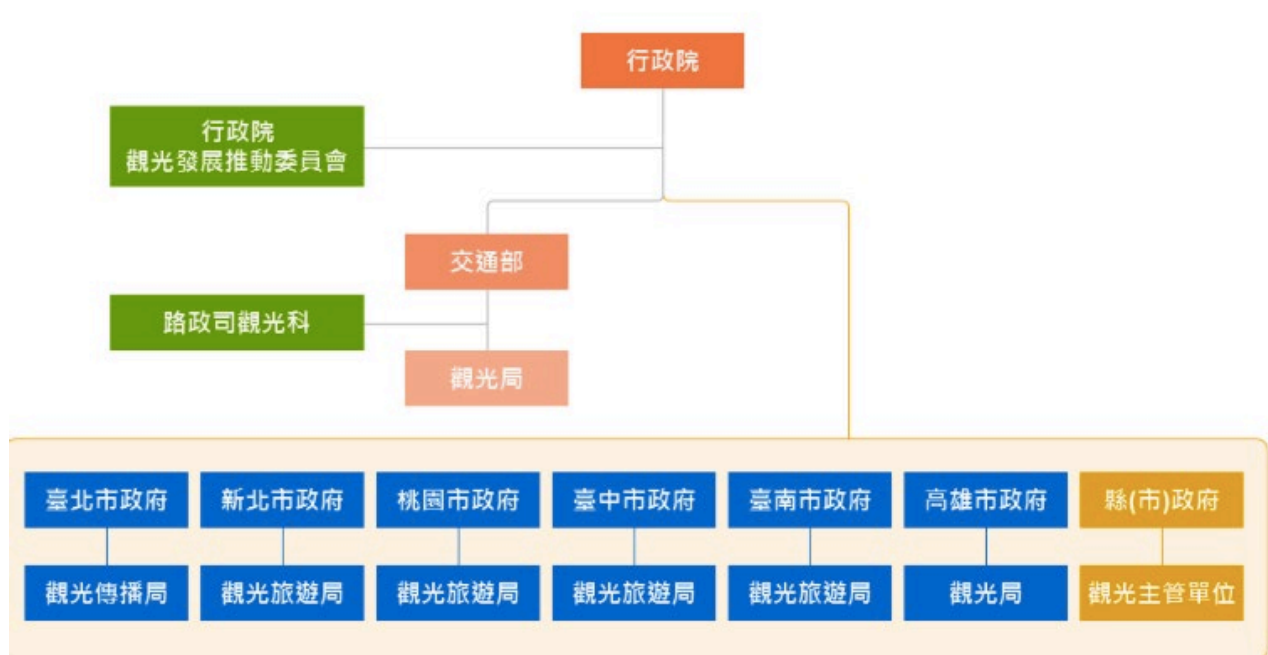 行政院
行政院
觀光發展推動委員會
交通部
路政司觀光科
觀光局
臺北市政府
新北市政府
桃園市政府
臺中市政府
臺南市政府
高雄市政府
縣(市)政府
觀光傳播局
觀光旅遊局
觀光旅遊局
觀光旅遊局
觀光旅遊局
觀光局
觀光主管單位